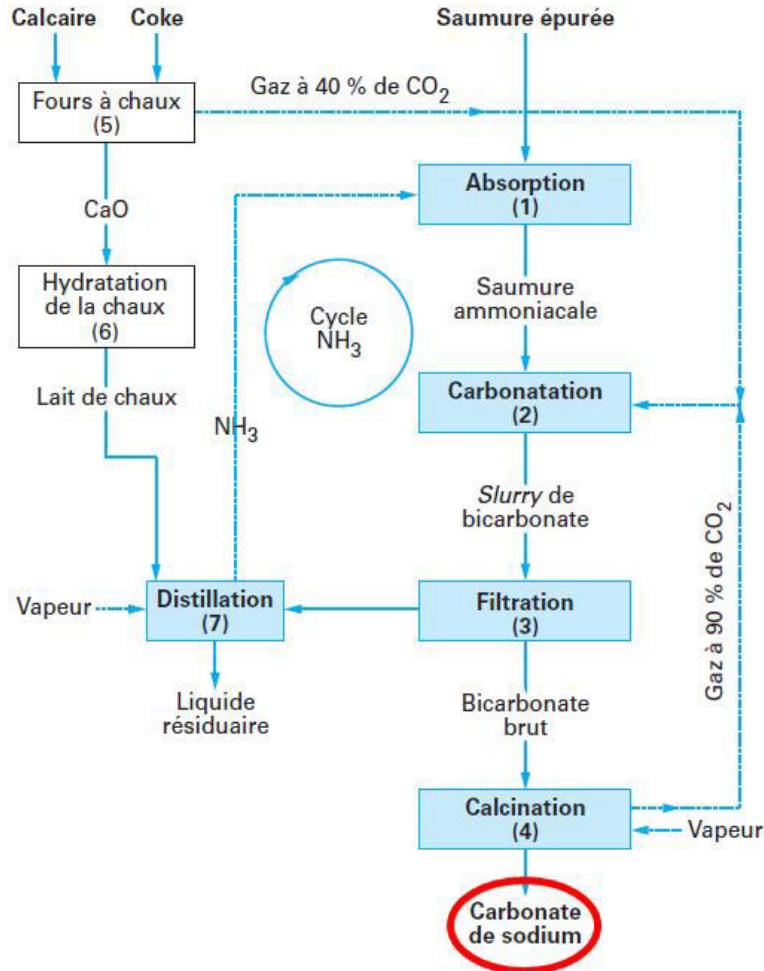 Calcaire
Coke
Saumure épurée
Fours à chaux
(5)
Gaz à 40 % de CO₂
Absorption
(1)
CaO
Hydratation
de la chaux
(6)
Cycle
NH₃
Saumure
ammoniacale
Lait de chaux
Carbonatation
(2)
NH₃
Slurry de
bicarbonate
Gaz à 90 % de CO₂
Vapeur
Distillation
(7)
Filtration
(3)
Liquide
résiduaire
Bicarbonate
brut
Calcination
(4)
Vapeur
Carbonate
de sodium